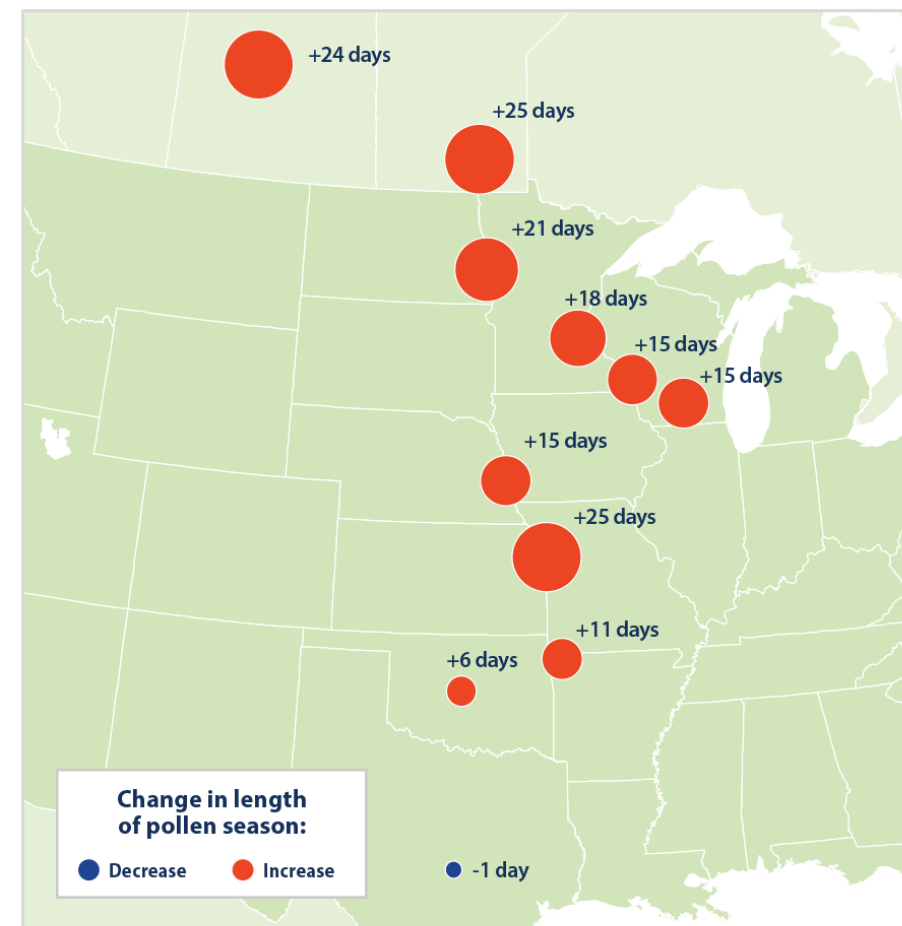 +24 days
+25 days
+21 days
+18 days
+15 days
+15 days
+15 days
+25 days
+11 days
+6 days
Change in length
of pollen season:
Decrease
Increase
-1 day